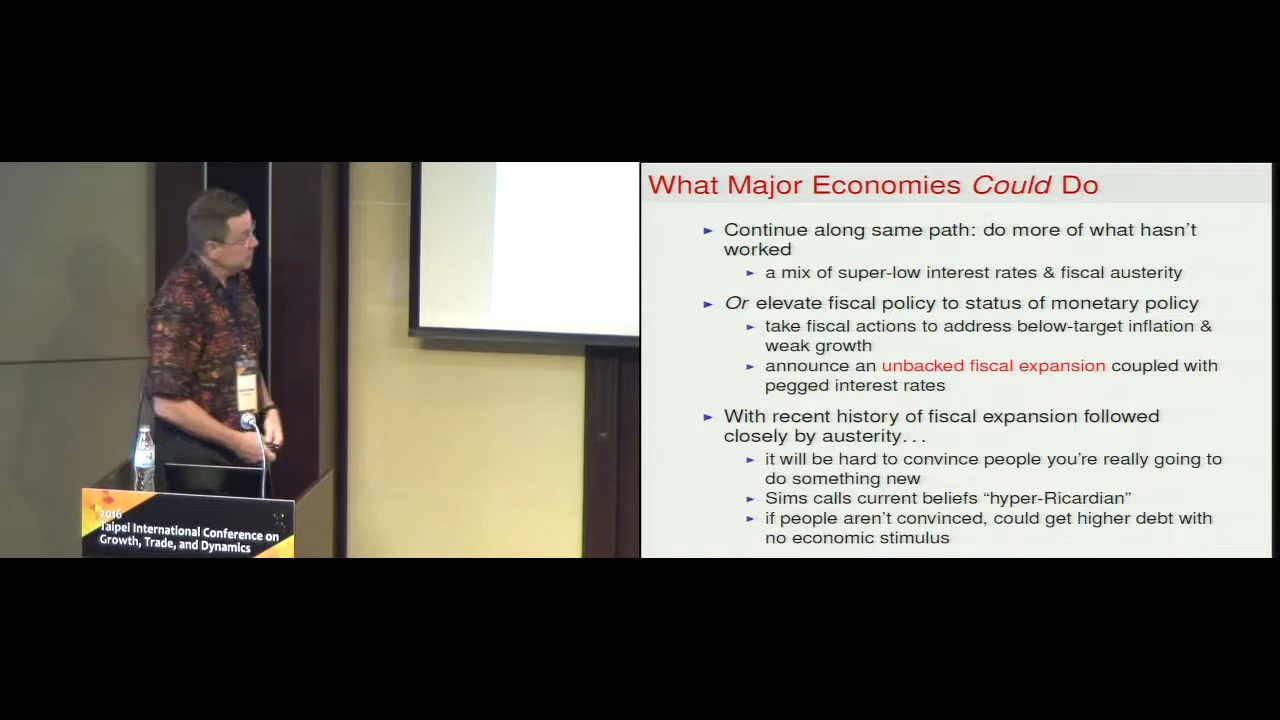 What Major Economies Could Do
► Continue along same path: do more of what hasn't
worked
► a mix of super-low interest rates & fiscal austerity
► Or elevate fiscal policy to status of monetary policy
► take fiscal actions to address below-target inflation &
weak growth
► announce an unbacked fiscal expansion coupled with
pegged interest rates
► With recent history of fiscal expansion followed
closely by austerity. . .
► it will be hard to convince people you're really going to
do something new
► Sims calls current beliefs “hyper-Ricardian”
► if people aren't convinced, could get higher debt with
no economic stimulus
2016
Taipei International Conference on
Growth, Trade, and Dynamics